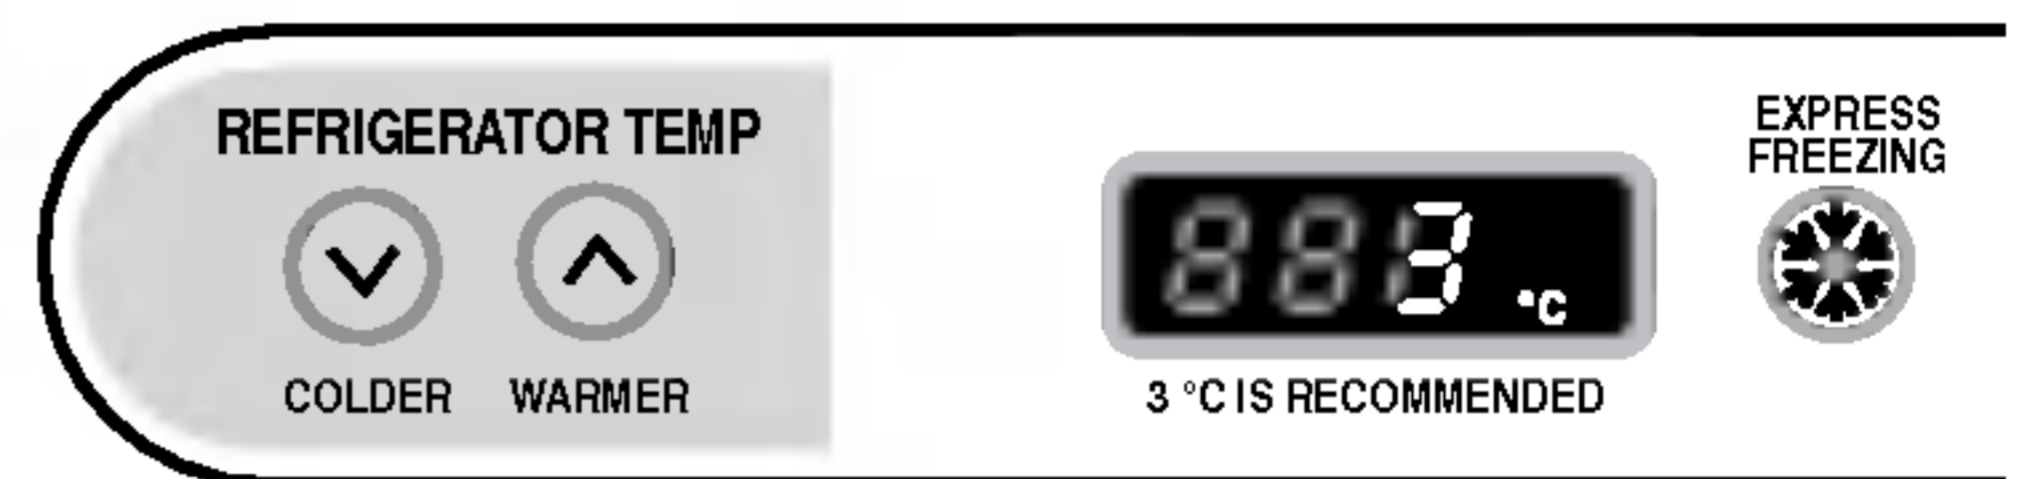 REFRIGERATOR TEMP
COLDER WARMER
3 °C
3 °C IS RECOMMENDED
EXPRESS
FREEZING